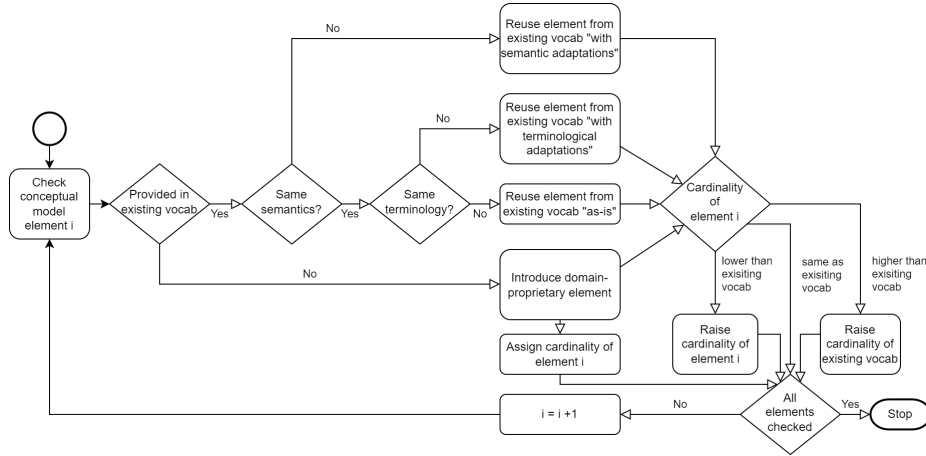 No
Reuse element from
existing vocab "with
semantic adaptations"
No
Reuse element from
existing vocab "with
terminological
adaptations"
Check
conceptual
model
element i
Provided in
existing vocab
Yes
Same
semantics?
Yes
Same
terminology?
No
Reuse element from
existing vocab "as-is"
Cardinality
of
element i
No
Introduce domain-
proprietary element
lower than
exisiting
vocab
same as
exisiting
vocab
higher than
exisiting
vocab
Assign cardinality of
element i
Raise
cardinality of
element i
Raise
cardinality of
existing vocab
i = i +1
No
All
elements
checked
Yes
Stop